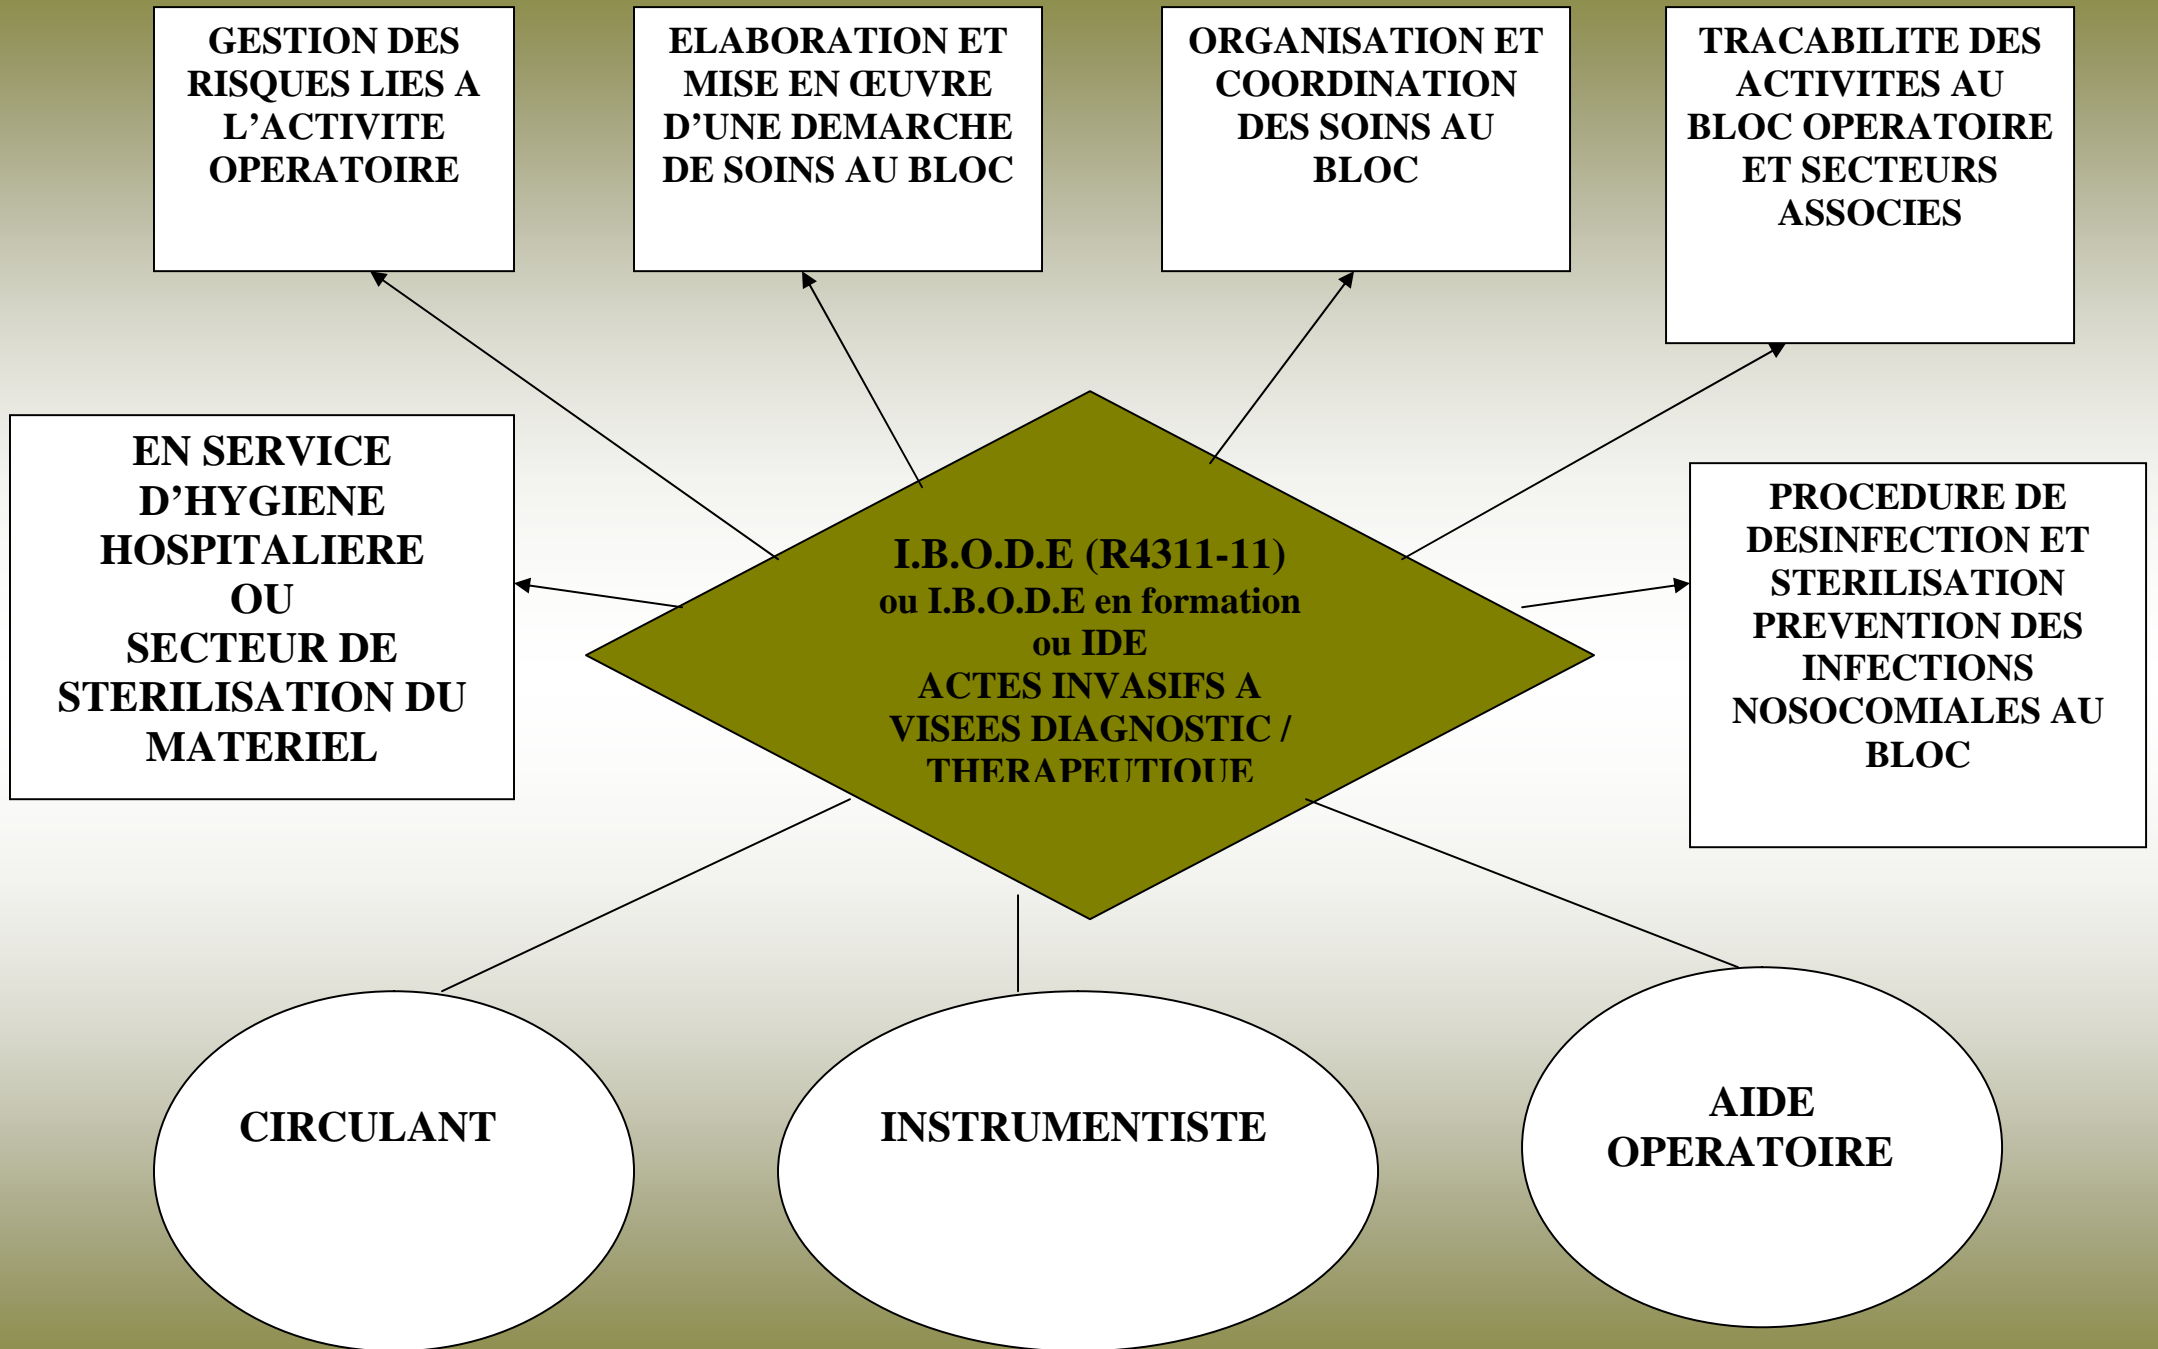 GESTION DES
RISQUES LIES A
L’ACTIVITE
OPERATOIRE
ELABORATION ET
MISE EN ŒUVRE
D’UNE DEMARCHE
DE SOINS AU BLOC
ORGANISATION ET
COORDINATION
DES SOINS AU
BLOC
TRACABILITE DES
ACTIVITES AU
BLOC OPERATOIRE
ET SECTEURS
ASSOCIES
EN SERVICE
D’HYGIENE
HOSPITALIERE
OU
SECTEUR DE
STERILISATION DU
MATERIEL
I.B.O.D.E (R4311-11)
ou I.B.O.D.E en formation
ou IDE
ACTES INVASIFS A
VISEES DIAGNOSTIC /
THERAPEUTIQUE
PROCEDURE DE
DESINFECTION ET
STERILISATION
PREVENTION DES
INFECTIONS
NOSOCOMIALES AU
BLOC
CIRCULANT
INSTRUMENTISTE
AIDE
OPERATOIRE